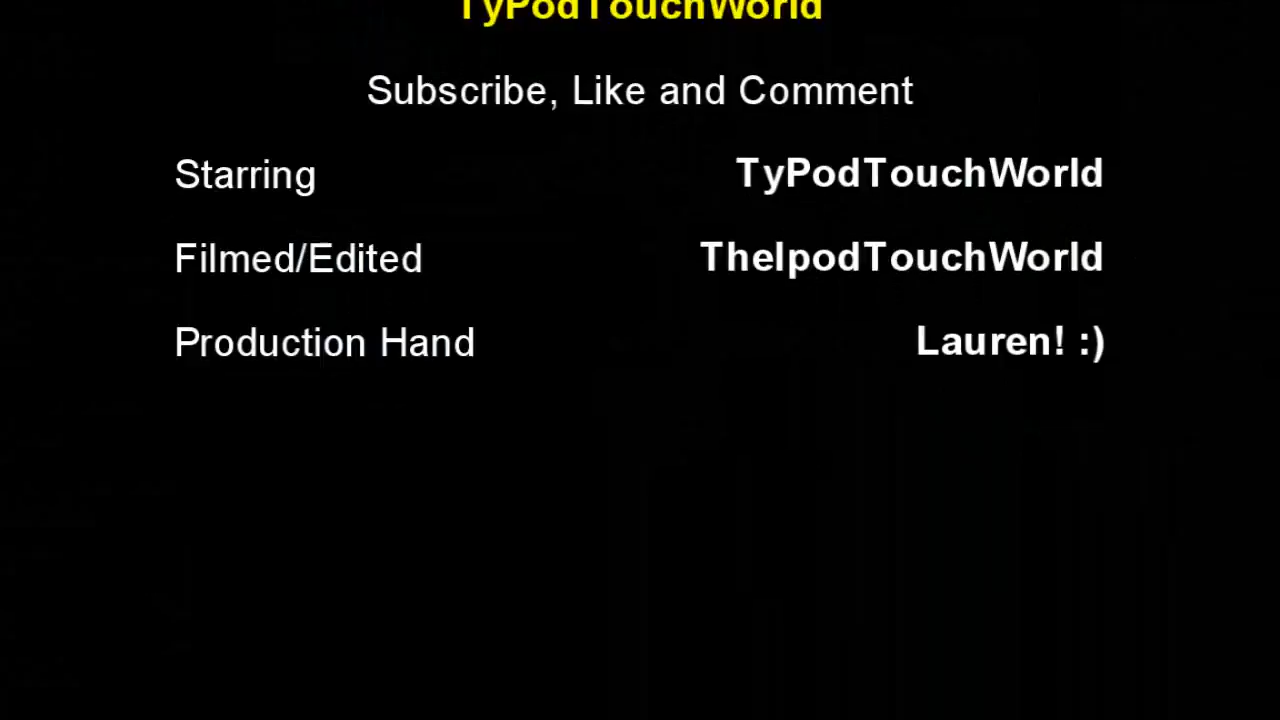 TyPodTouchWorld
Subscribe, Like and Comment
Starring TyPodTouchWorld
Filmed/Edited TheIpodTouchWorld
Production Hand Lauren! :)